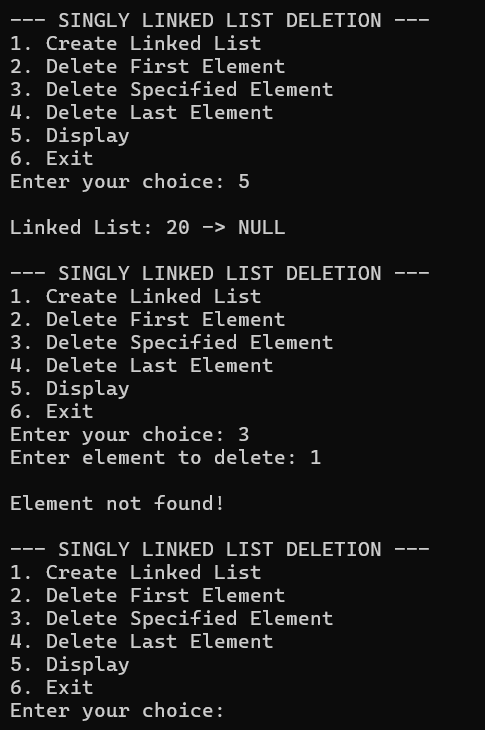 --- SINGLY LINKED LIST DELETION ---
1. Create Linked List
2. Delete First Element
3. Delete Specified Element
4. Delete Last Element
5. Display
6. Exit
Enter your choice: 5
Linked List: 20 -> NULL
--- SINGLY LINKED LIST DELETION ---
1. Create Linked List
2. Delete First Element
3. Delete Specified Element
4. Delete Last Element
5. Display
6. Exit
Enter your choice: 3
Enter element to delete: 1
Element not found!
--- SINGLY LINKED LIST DELETION ---
1. Create Linked List
2. Delete First Element
3. Delete Specified Element
4. Delete Last Element
5. Display
6. Exit
Enter your choice: